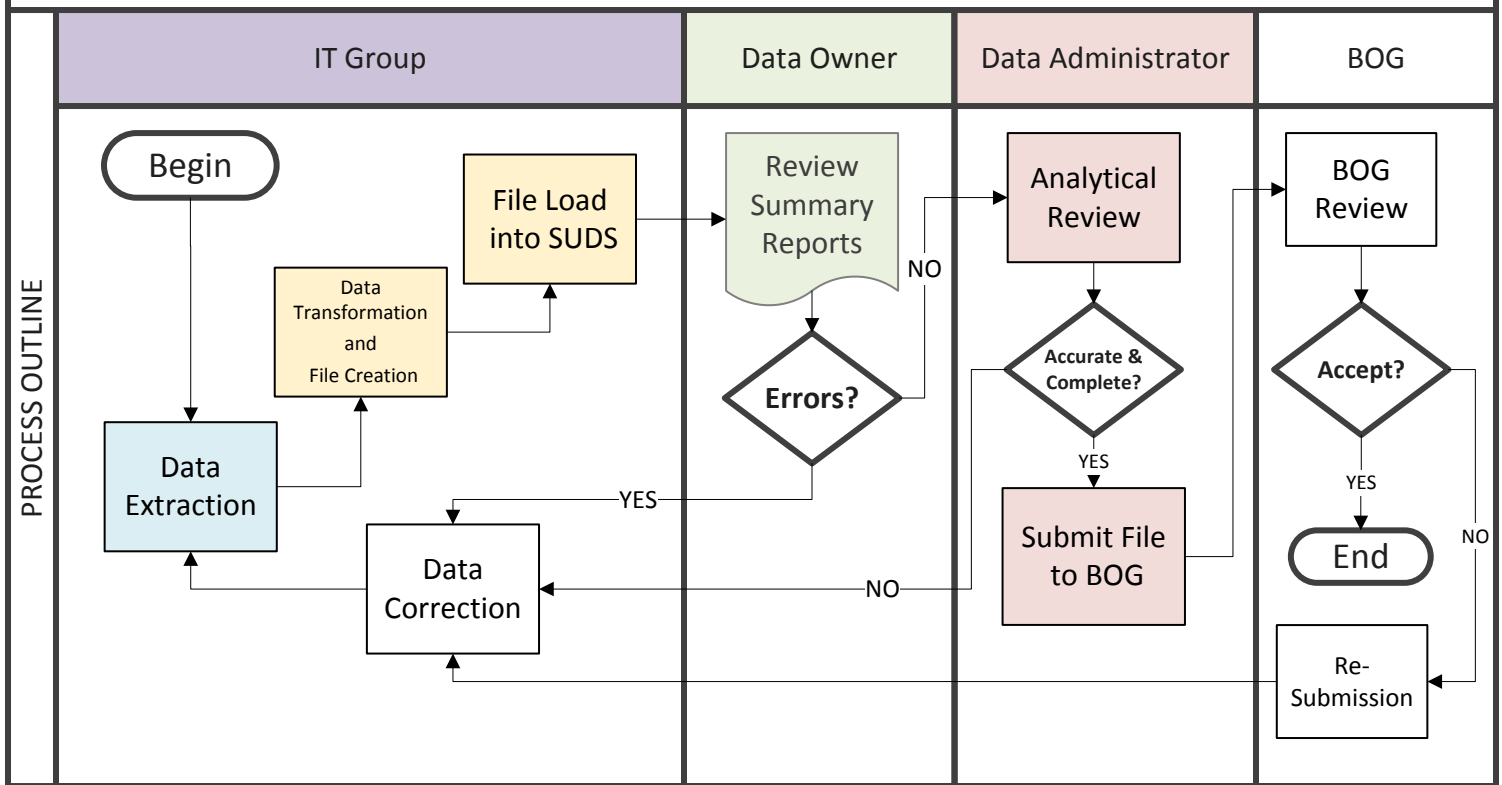 IT Group
Data Owner
Data Administrator
BOG
PROCESS OUTLINE
Begin
Data
Extraction
Data
Transformation
and
File Creation
File Load
into SUDS
Data
Correction
Review
Summary
Reports
Errors?
YES
NO
Analytical
Review
Accurate &
Complete?
YES
NO
Submit File
to BOG
BOG
Review
Accept?
YES
NO
End
Re-
Submission